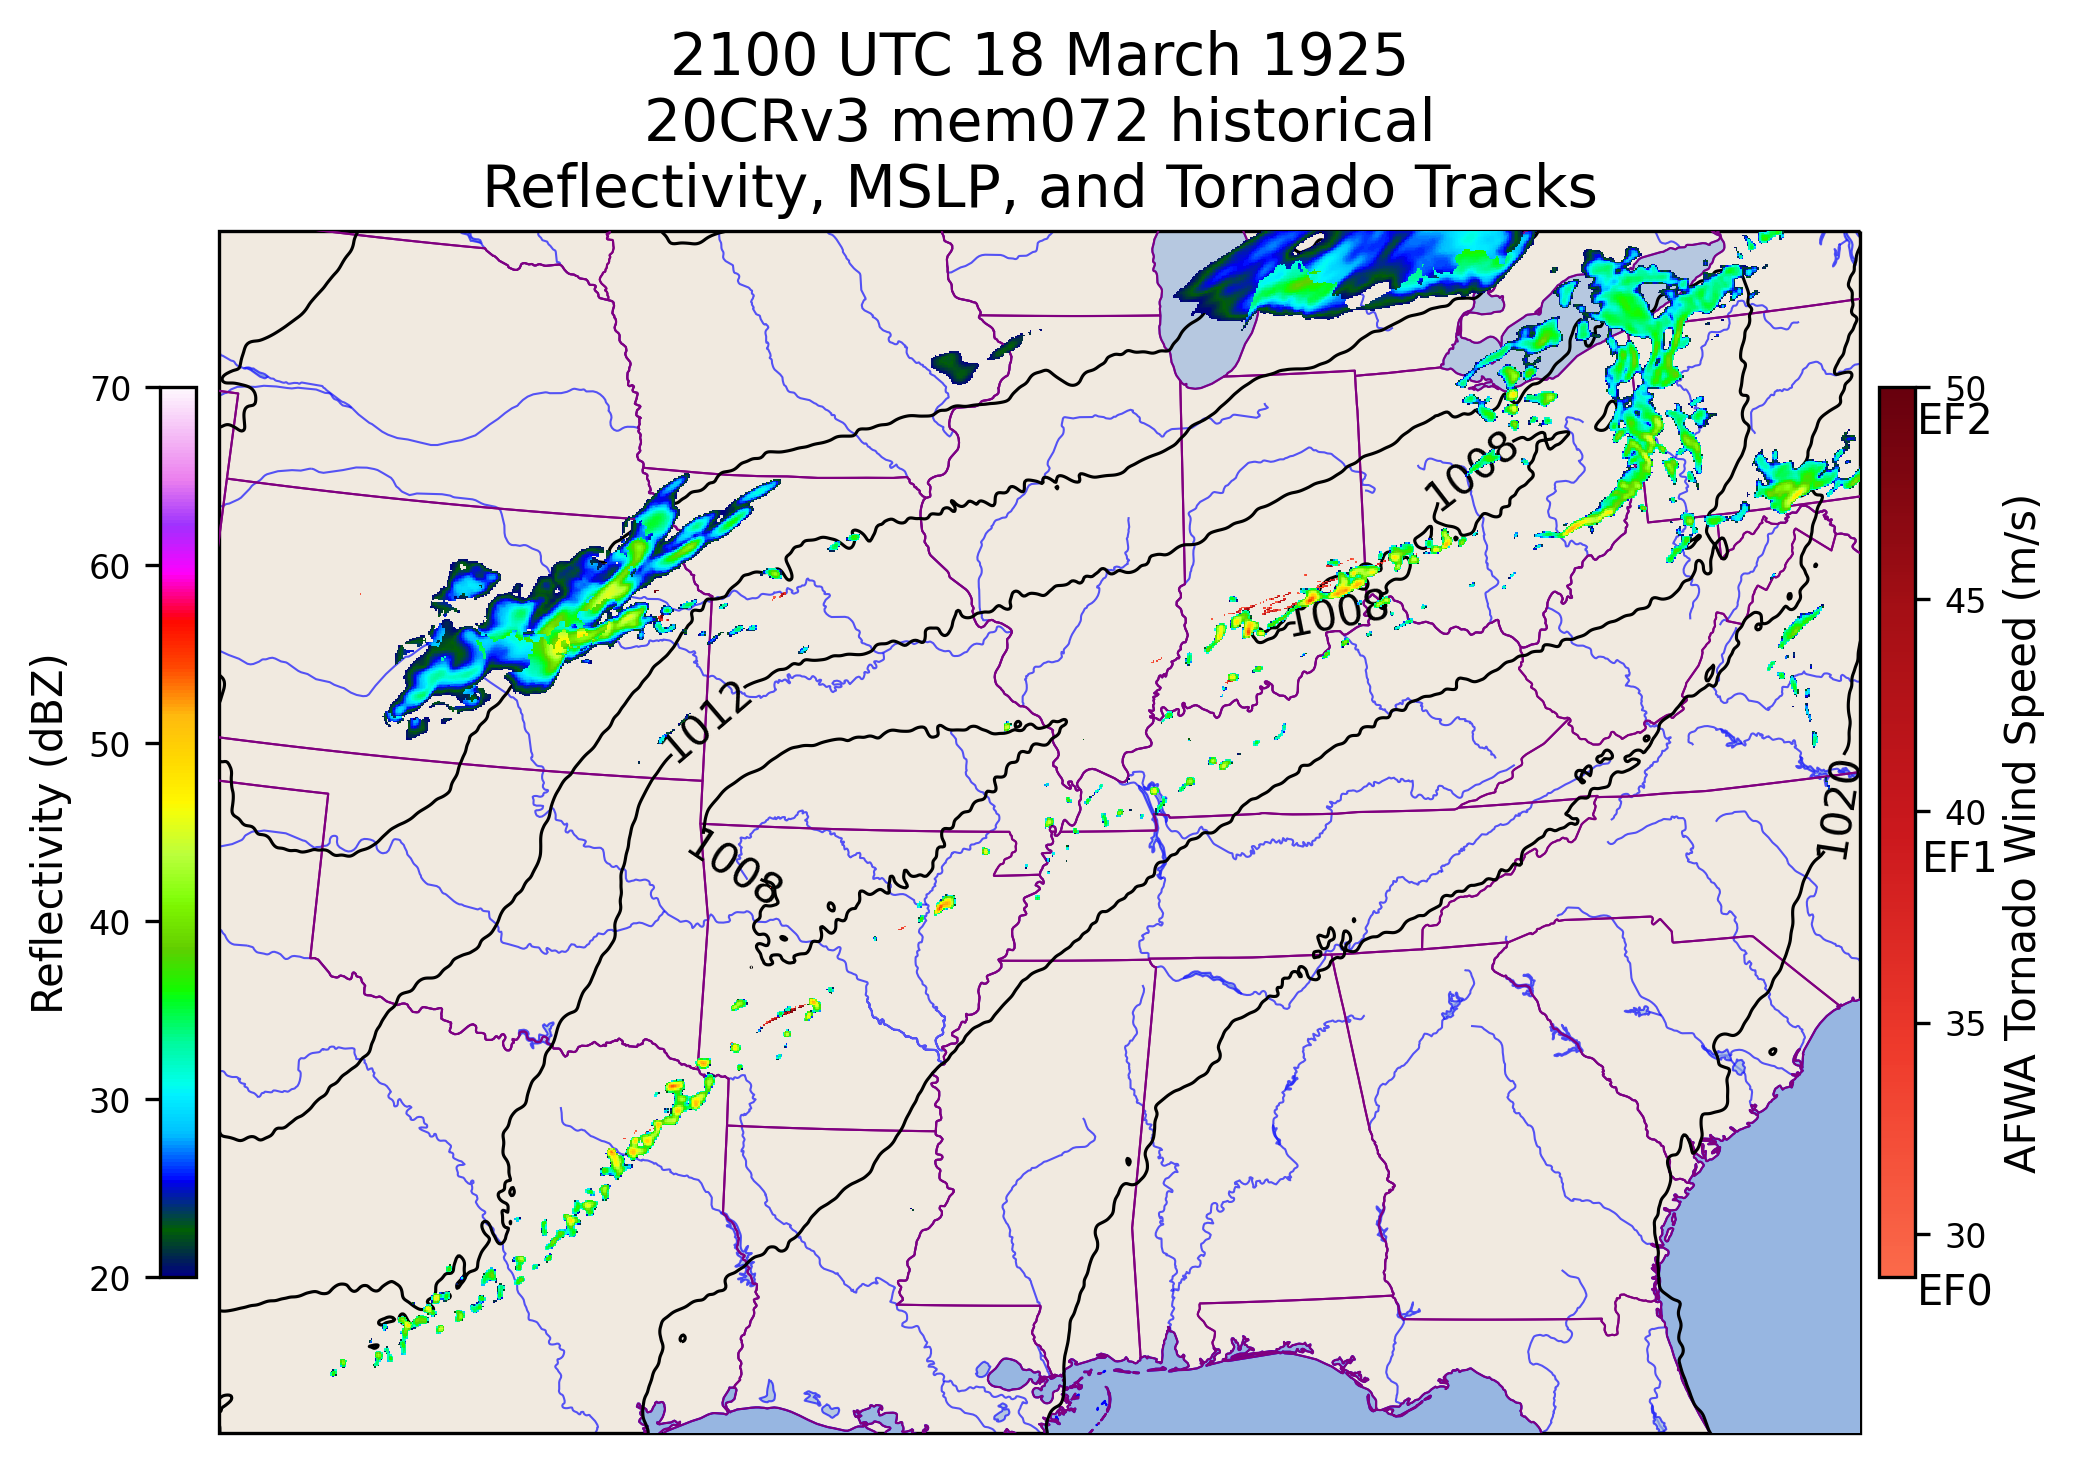 2100 UTC 18 March 1925
20CRv3 mem072 historical
Reflectivity, MSLP, and Tornado Tracks
70
60
50
40
30
20
Reflectivity (dBZ)
1008
1008
1012
1008
1020
50
EF2
45
40
EF1
35
30
EF0
AFWA Tornado Wind Speed (m/s)